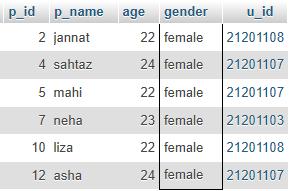 p_id p_name age gender u_id
2 jannat 22 female 21201108
4 sahtaz 24 female 21201107
5 mahi 22 female 21201107
7 neha 23 female 21201103
10 liza 22 female 21201108
12 asha 24 female 21201107